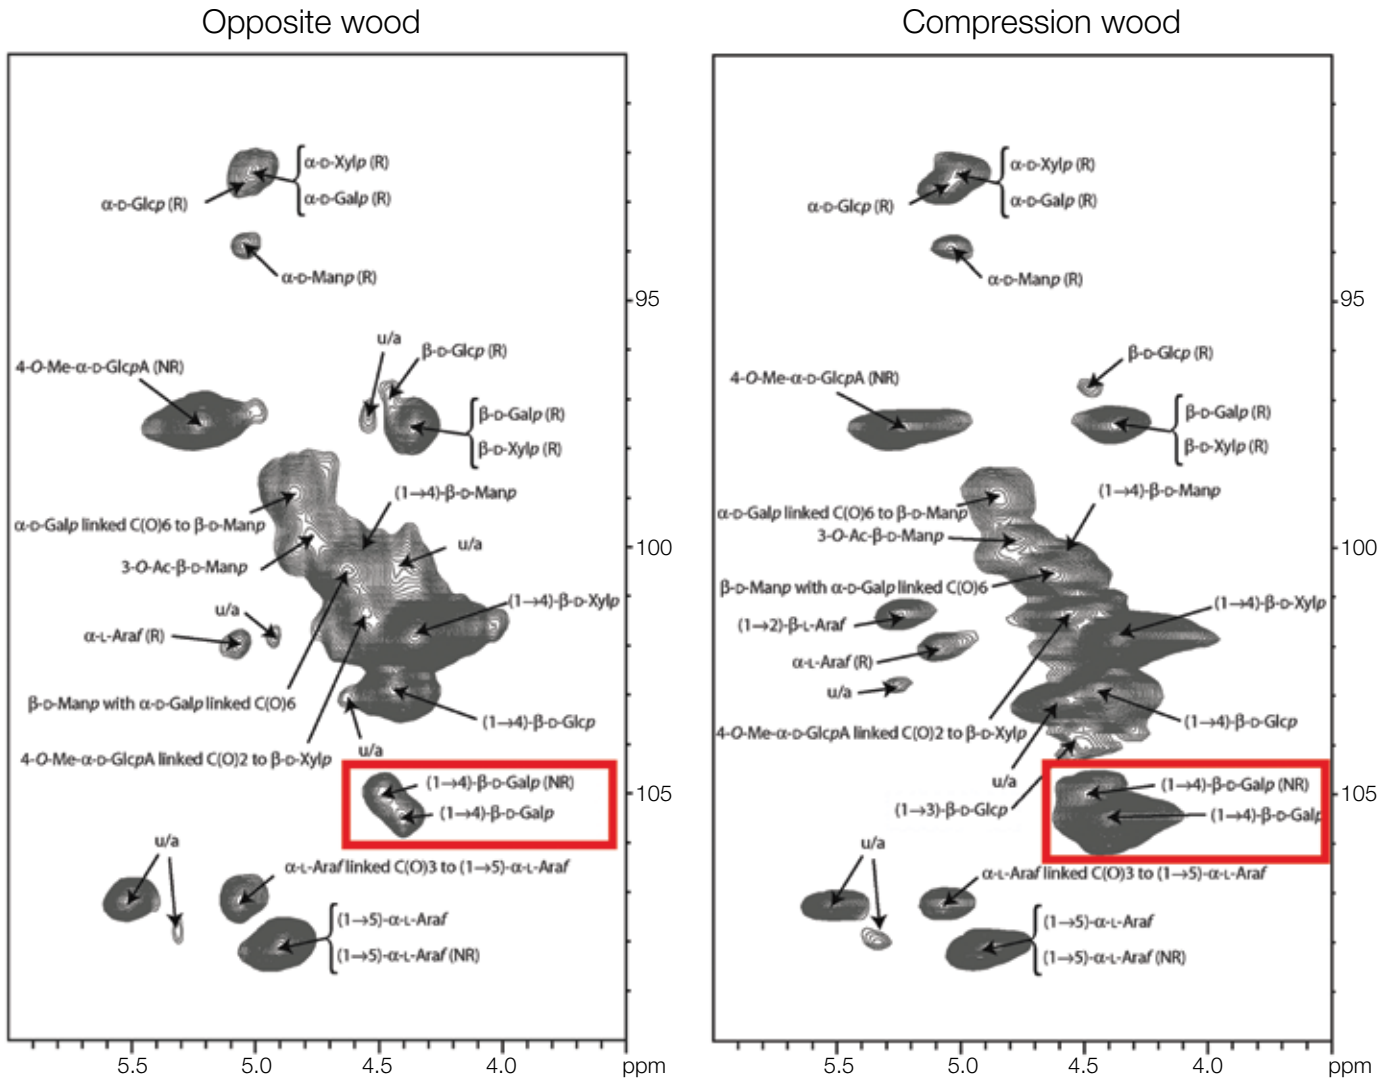 Opposite wood
α-D-Xylp (R)
α-D-Glcp (R)
α-D-Galp (R)
α-D-Manp (R)
95
u/a
β-D-Glcp (R)
4-O-Me-α-D-GlcpA (NR)
β-D-Galp (R)
β-D-Xylp (R)
(1→4)-β-D-Manp
α-D-Galp linked C(O)6 to β-D-Manp
u/a
100
3-O-Ac-β-D-Manp
(1→4)-β-D-Xylp
u/a
α-L-Araf (R)
β-D-Manp with α-D-Galp linked C(O)6
(1→4)-β-D-Glcp
u/a
4-O-Me-α-D-GlcpA linked C(O)2 to β-D-Xylp
(1→4)-β-D-Galp (NR)
105
(1→4)-β-D-Galp
u/a
α-L-Araf linked C(O)3 to (1→5)-α-L-Araf
(1→5)-α-L-Araf
(1→5)-α-L-Araf (NR)
5.5 5.0 4.5 4.0 ppm
Compression wood
α-D-Xylp (R)
α-D-Glcp (R)
α-D-Galp (R)
α-D-Manp (R)
95
β-D-Glcp (R)
4-O-Me-α-D-GlcpA (NR)
β-D-Galp (R)
β-D-Xylp (R)
(1→4)-β-D-Manp
α-D-Galp linked C(O)6 to β-D-Manp
3-O-Ac-β-D-Manp
100
β-D-Manp with α-D-Galp linked C(O)6
(1→4)-β-D-Xylp
(1→2)-β-L-Araf
α-L-Araf (R)
u/a
(1→4)-β-D-Glcp
4-O-Me-α-D-GlcpA linked C(O)2 to β-D-Xylp
u/a
(1→4)-β-D-Galp (NR)
105
(1→3)-β-D-Glcp
(1→4)-β-D-Galp
u/a
α-L-Araf linked C(O)3 to (1→5)-α-L-Araf
(1→5)-α-L-Araf
(1→5)-α-L-Araf (NR)
5.5 5.0 4.5 4.0 ppm